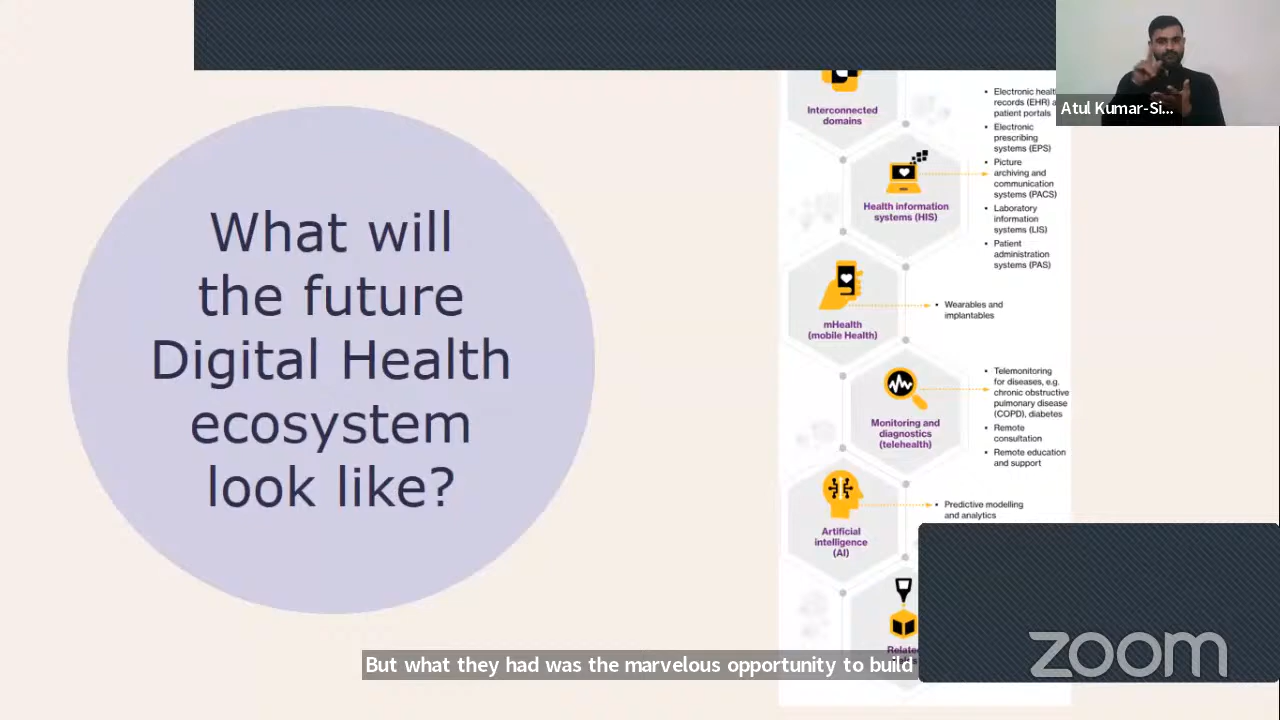 What will
the future
Digital Health
ecosystem
look like?
Interconnected
domains
Electronic healt
records (EHR) a
patient portals
Electronic
prescribing
systems (EPS)
Picture
archiving and
communication
systems (PACS)
Laboratory
information
systems (LIS)
Patient
administration
systems (PAS)
Health information
systems (HIS)
mHealth
(mobile Health)
Wearables and
implantables
Monitoring and
diagnostics
(telehealth)
Telemonitoring
for diseases, e.g.
chronic obstructive
pulmonary disease
(COPD), diabetes
Remote
consultation
Remote education
and support
Artificial
intelligence
(AI)
Predictive modelling
and analytics
Relate
Atul Kumar-Si...
But what they had was the marvelous opportunity to build
zoom